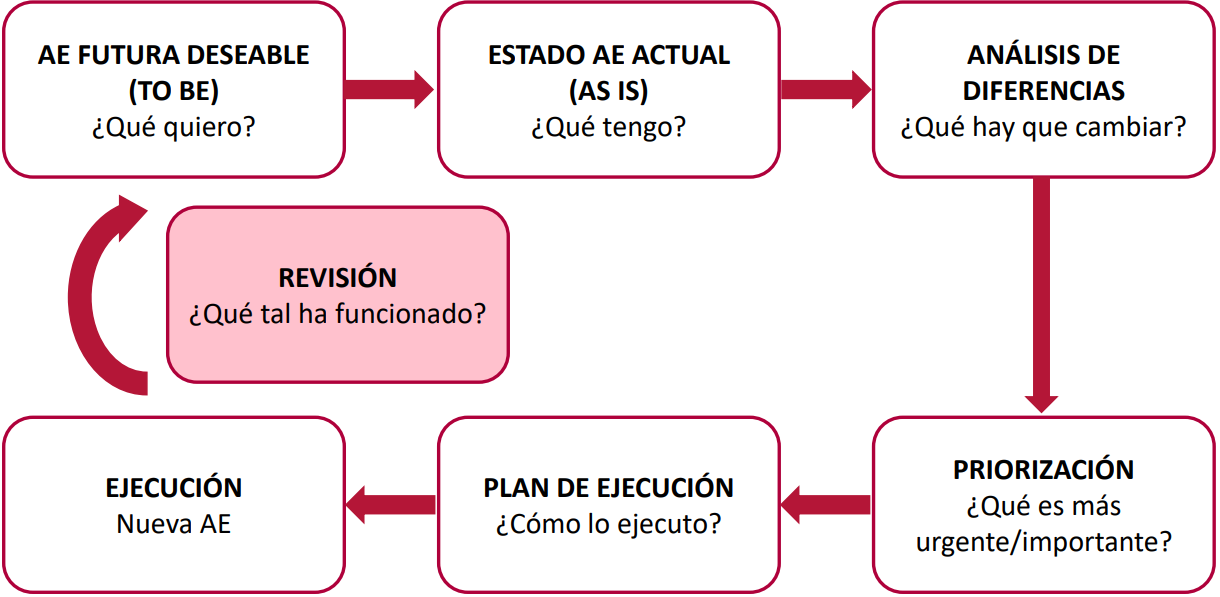 AE FUTURA DESEABLE
(TO BE)
¿Qué quiero?
ESTADO AE ACTUAL
(AS IS)
¿Qué tengo?
ANÁLISIS DE
DIFERENCIAS
¿Qué hay que cambiar?
REVISIÓN
¿Qué tal ha funcionado?
PRIORIZACIÓN
¿Qué es más
urgente/importante?
PLAN DE EJECUCIÓN
¿Cómo lo ejecuto?
EJECUCIÓN
Nueva AE